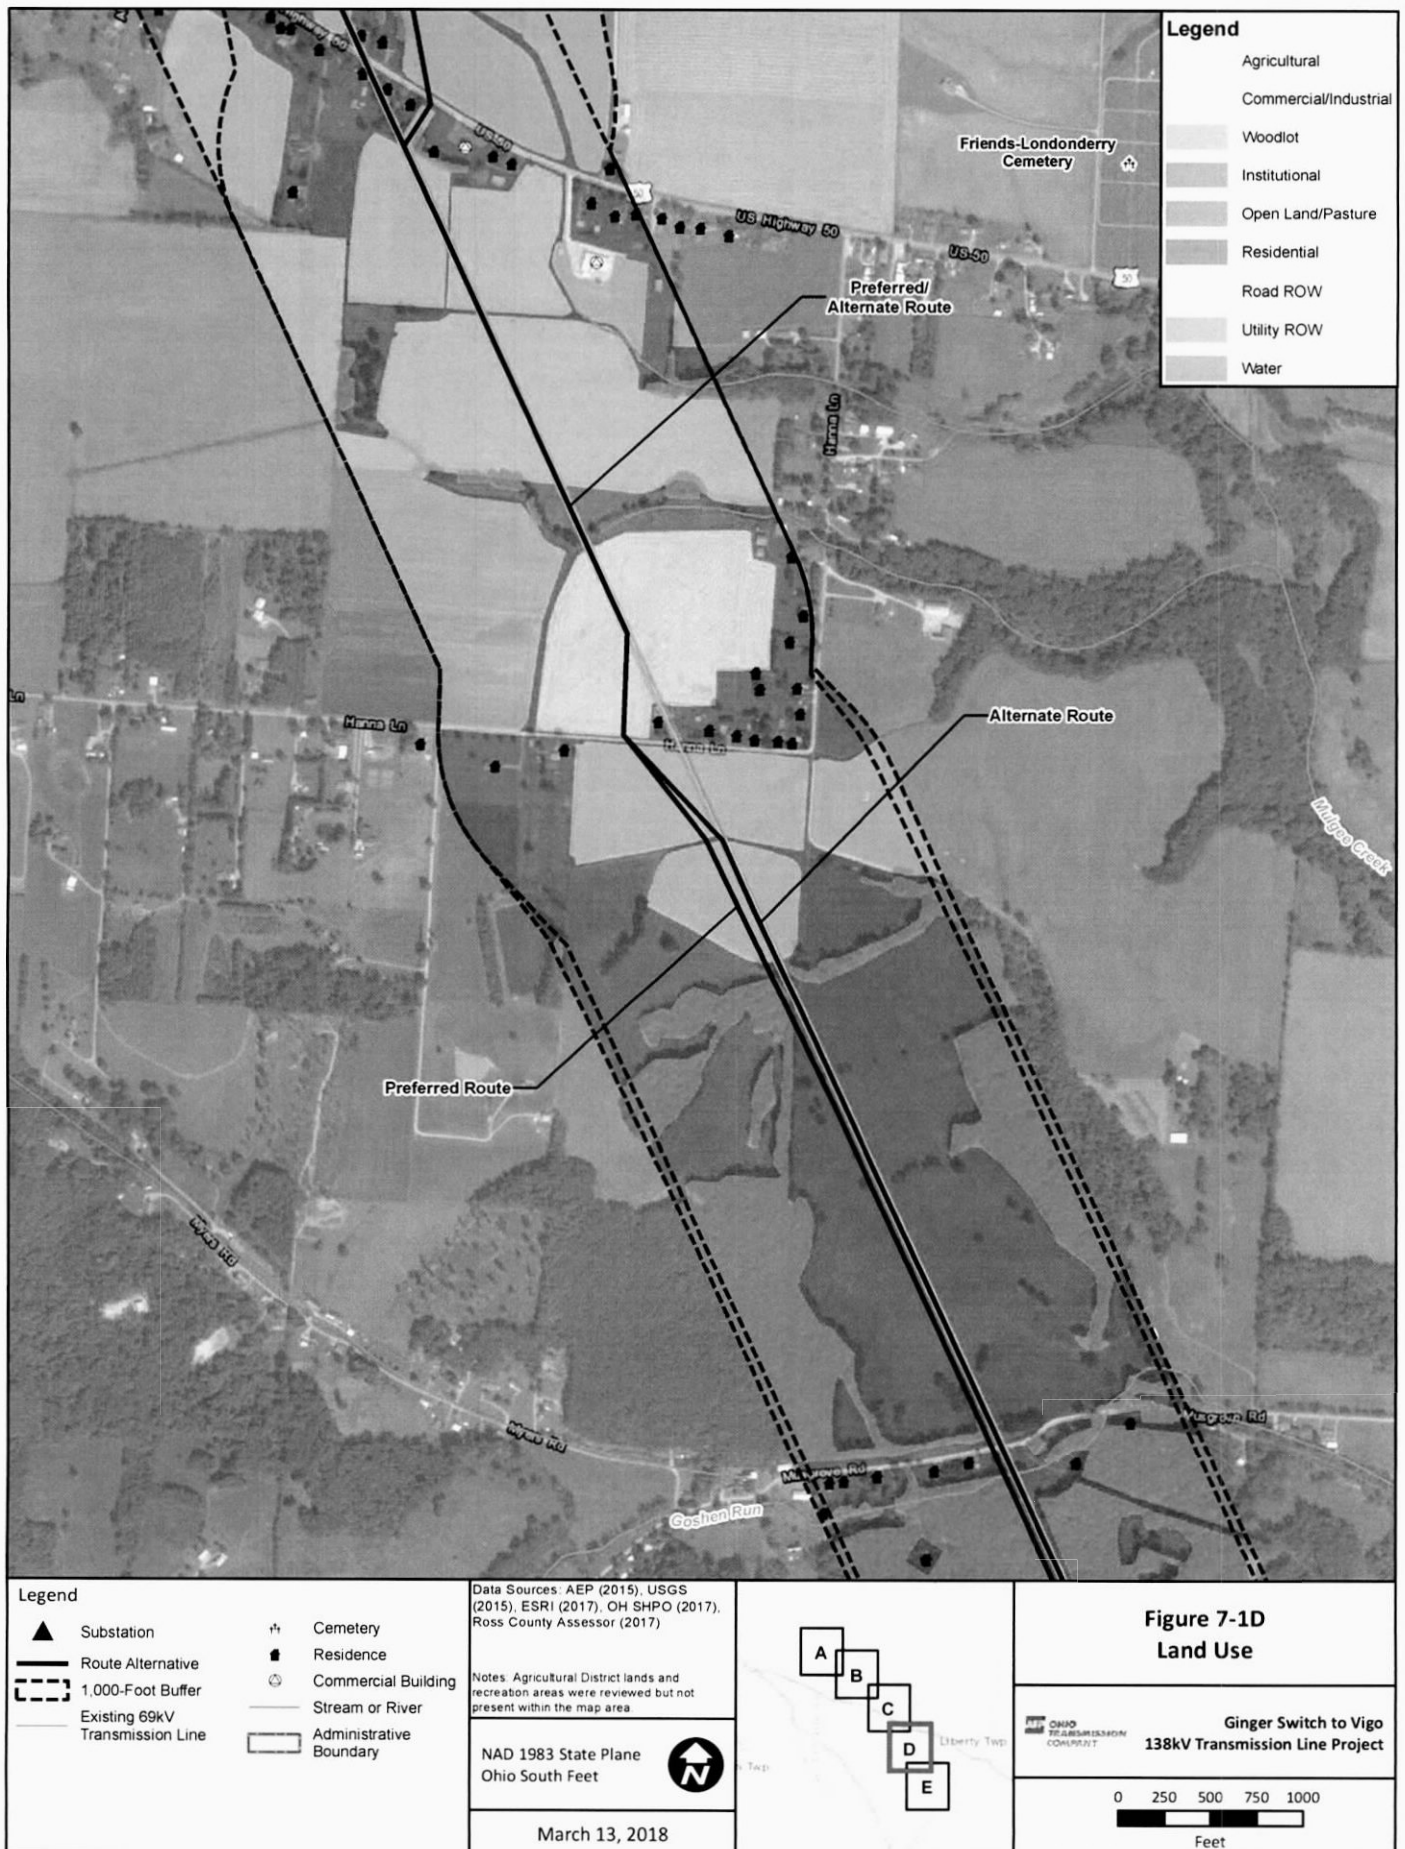 Highway 50
US-50
50
US Highway 50
US-50
50
Friends-Londonderry
Cemetery
Legend
Agricultural
Commercial/Industrial
Woodlot
Institutional
Open Land/Pasture
Residential
Road ROW
Utility ROW
Water
Preferred/
Alternate Route
Hanna Ln
Ln
Hanna Ln
Hanna Ln
Alternate Route
Mulgee Creek
Preferred Route
Myers Rd
Myers Rd
Musgrove Rd
Musgrove Rd
Goshen Run
Legend
Substation
Route Alternative
1,000-Foot Buffer
Existing 69kV
Transmission Line
Cemetery
Residence
Commercial Building
Stream or River
Administrative
Boundary
Data Sources: AEP (2015), USGS
(2015), ESRI (2017), OH SHPO (2017),
Ross County Assessor (2017)
Notes: Agricultural District lands and
recreation areas were reviewed but not
present within the map area.
NAD 1983 State Plane
Ohio South Feet
N
March 13, 2018
A
B
C
D
E
Liberty Twp
Twp
Figure 7-1D
Land Use
AEP OHIO
TRANSMISSION
COMPANY
Ginger Switch to Vigo
138kV Transmission Line Project
0 250 500 750 1000
Feet